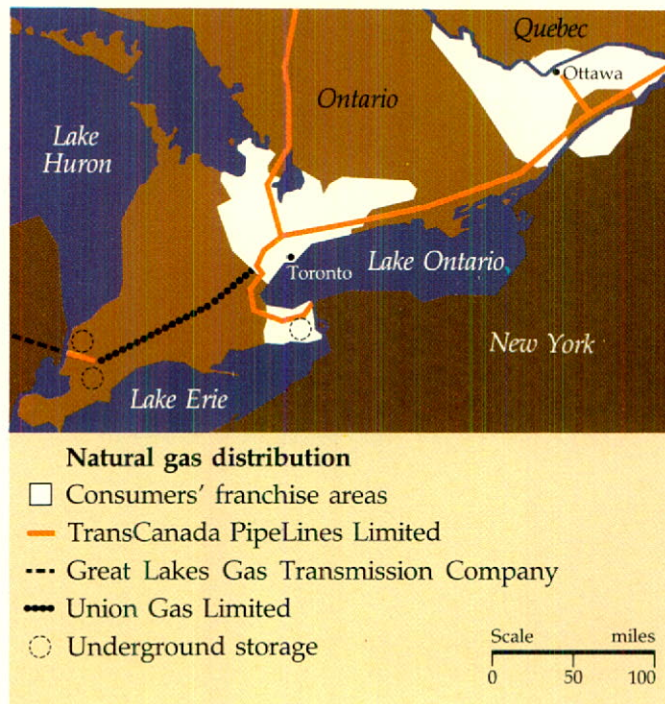 Quebec
Ottawa
Ontario
Lake
Huron
Toronto
Lake Ontario
New York
Lake Erie
Natural gas distribution
Consumers' franchise areas
TransCanada PipeLines Limited
Great Lakes Gas Transmission Company
Union Gas Limited
Underground storage
Scale miles
0 50 100